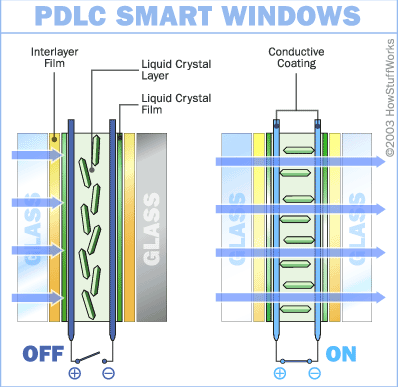 PDLC SMART WINDOWS
Interlayer
Film
Liquid Crystal
Layer
Liquid Crystal
Film
Conductive
Coating
©2003 HowStuffWorks
GLASS
GLASS
GLASS
GLASS
OFF
+ −
ON
+ −